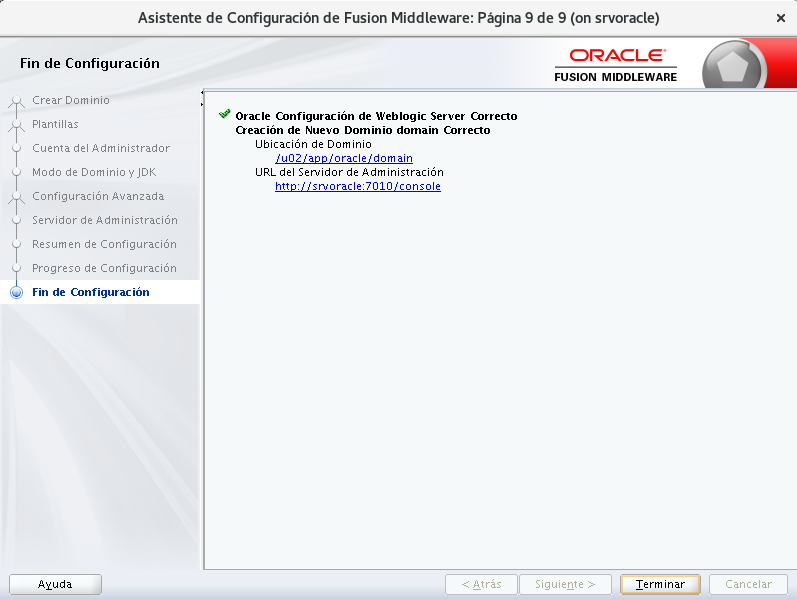 Asistente de Configuración de Fusion Middleware: Página 9 de 9 (on srvoracle)
Fin de Configuración
ORACLE
FUSION MIDDLEWARE
Crear Dominio
Plantillas
Cuenta del Administrador
Modo de Dominio y JDK
Configuración Avanzada
Servidor de Administración
Resumen de Configuración
Progreso de Configuración
Fin de Configuración
Oracle Configuración de Weblogic Server Correcto
Creación de Nuevo Dominio domain Correcto
Ubicación de Dominio
/u02/app/oracle/domain
URL del Servidor de Administración
http://srvoracle:7010/console
Ayuda
< Atrás
Siguiente >
Terminar
Cancelar